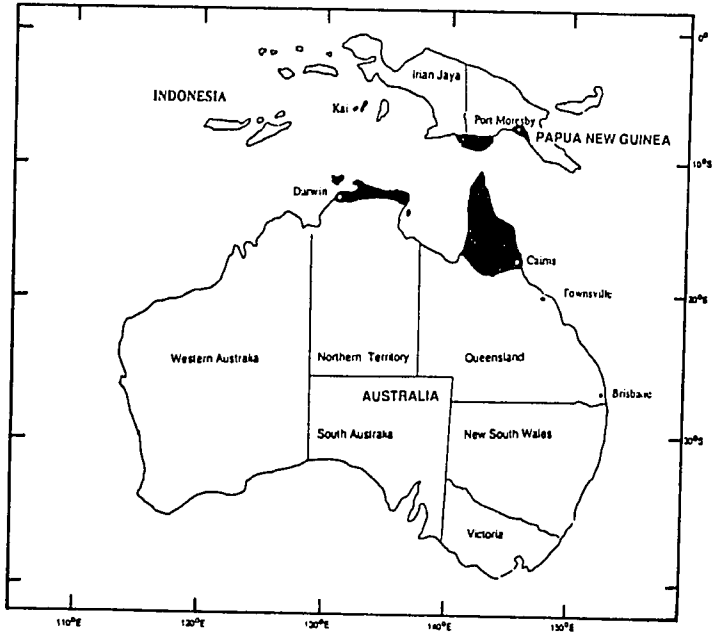 0°
Irian Jaya
INDONESIA
Kai
Port Moresby
PAPUA NEW GUINEA
10°S
Darwin
Cairns
20°S
Townsville
Western Australia
Northern Territory
Queensland
AUSTRALIA
Brisbane
South Australia
New South Wales
30°S
Victoria
110°E
120°E
130°E
140°E
150°E